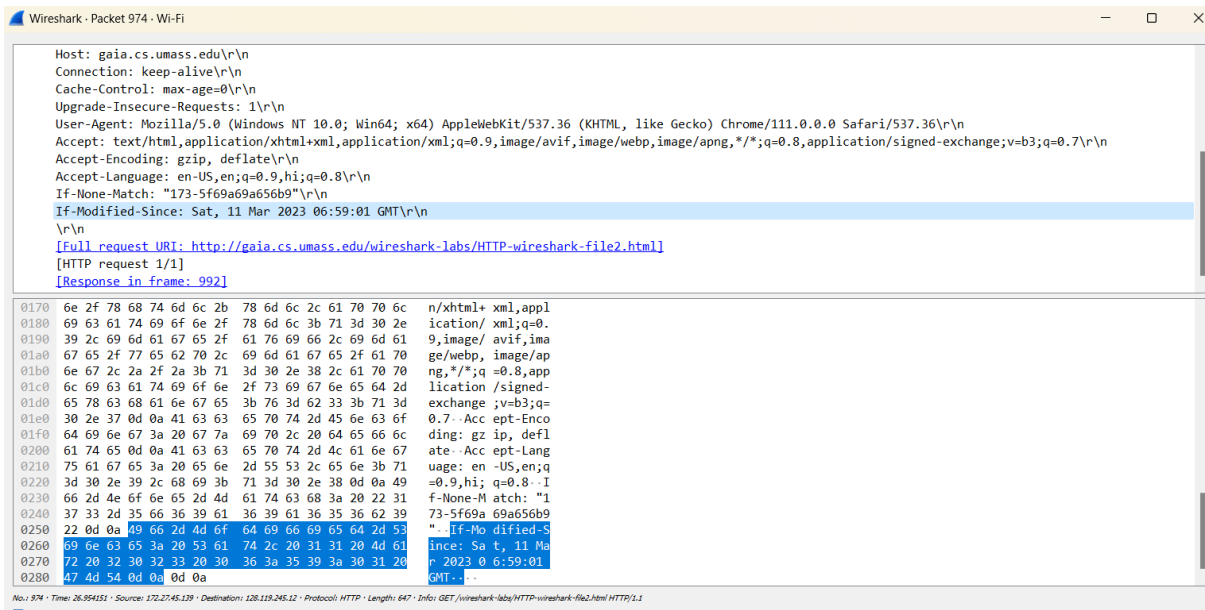 Wireshark · Packet 974 · Wi-Fi
Host: gaia.cs.umass.edu\r\n
Connection: keep-alive\r\n
Cache-Control: max-age=0\r\n
Upgrade-Insecure-Requests: 1\r\n
User-Agent: Mozilla/5.0 (Windows NT 10.0; Win64; x64) AppleWebKit/537.36 (KHTML, like Gecko) Chrome/111.0.0.0 Safari/537.36\r\n
Accept: text/html,application/xhtml+xml,application/xml;q=0.9,image/avif,image/webp,image/apng,*/*;q=0.8,application/signed-exchange;v=b3;q=0.7\r\n
Accept-Encoding: gzip, deflate\r\n
Accept-Language: en-US,en;q=0.9,hi;q=0.8\r\n
If-None-Match: "173-5f69a69a656b9"\r\n
If-Modified-Since: Sat, 11 Mar 2023 06:59:01 GMT\r\n
\r\n
[Full request URI: http://gaia.cs.umass.edu/wireshark-labs/HTTP-wireshark-file2.html]
[HTTP request 1/1]
[Response in frame: 992]
0170 6e 2f 78 68 74 6d 6c 2b 78 6d 6c 2c 61 70 70 6c n/xhtml+ xml,appl
0180 69 63 61 74 69 6f 6e 2f 78 6d 6c 3b 71 3d 30 2e ication/ xml;q=0.
0190 39 2c 69 6d 61 67 65 2f 61 76 69 66 2c 69 6d 61 9,image/ avif,ima
01a0 67 65 2f 77 65 62 70 2c 69 6d 61 67 65 2f 61 70 ge/webp, image/ap
01b0 6e 67 2c 2a 2f 2a 3b 71 3d 30 2e 38 2c 61 70 70 ng,*/*;q =0.8,app
01c0 6c 69 63 61 74 69 6f 6e 2f 73 69 67 6e 65 64 2d lication /signed-
01d0 65 78 63 68 61 6e 67 65 3b 76 3d 62 33 3b 71 3d exchange ;v=b3;q=
01e0 30 2e 37 0d 0a 41 63 63 65 70 74 2d 45 6e 63 6f 0.7··Acc ept-Enco
01f0 64 69 6e 67 3a 20 67 7a 69 70 2c 20 64 65 66 6c ding: gz ip, defl
0200 61 74 65 0d 0a 41 63 63 65 70 74 2d 4c 61 6e 67 ate··Acc ept-Lang
0210 75 61 67 65 3a 20 65 6e 2d 55 53 2c 65 6e 3b 71 uage: en -US,en;q
0220 3d 30 2e 39 2c 68 69 3b 71 3d 30 2e 38 0d 0a 49 =0.9,hi; q=0.8··I
0230 66 2d 4e 6f 6e 65 2d 4d 61 74 63 68 3a 20 22 31 f-None-M atch: "1
0240 37 33 2d 35 66 36 39 61 36 39 61 36 35 36 62 39 73-5f69a 69a656b9
0250 22 0d 0a 49 66 2d 4d 6f 64 69 66 69 65 64 2d 53 "··If-Mo dified-S
0260 69 6e 63 65 3a 20 53 61 74 2c 20 31 31 20 4d 61 ince: Sa t, 11 Ma
0270 72 20 32 30 32 33 20 30 36 3a 35 39 3a 30 31 20 r 2023 0 6:59:01
0280 47 4d 54 0d 0a 0d 0a GMT····
No.: 974 · Time: 26.954151 · Source: 172.27.45.139 · Destination: 128.119.245.12 · Protocol: HTTP · Length: 647 · Info: GET /wireshark-labs/HTTP-wireshark-file2.html HTTP/1.1